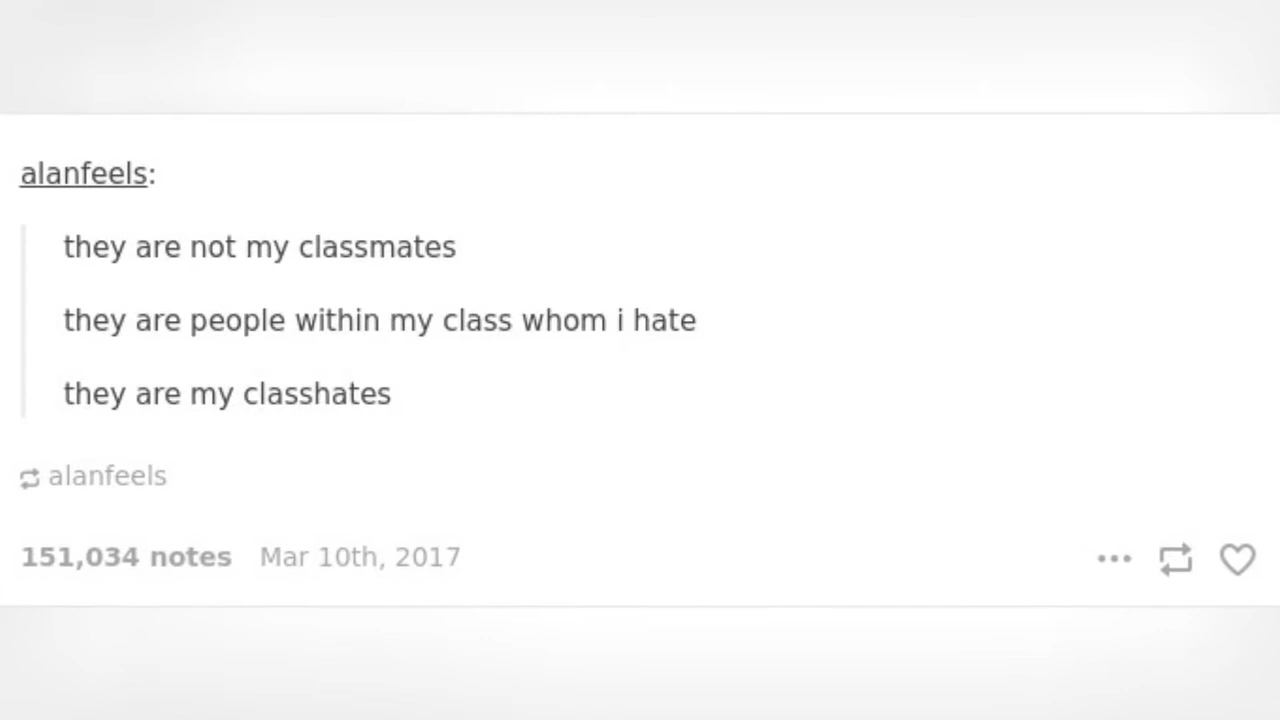 alanfeels:
they are not my classmates
they are people within my class whom i hate
they are my classhates
alanfeels
151,034 notes Mar 10th, 2017